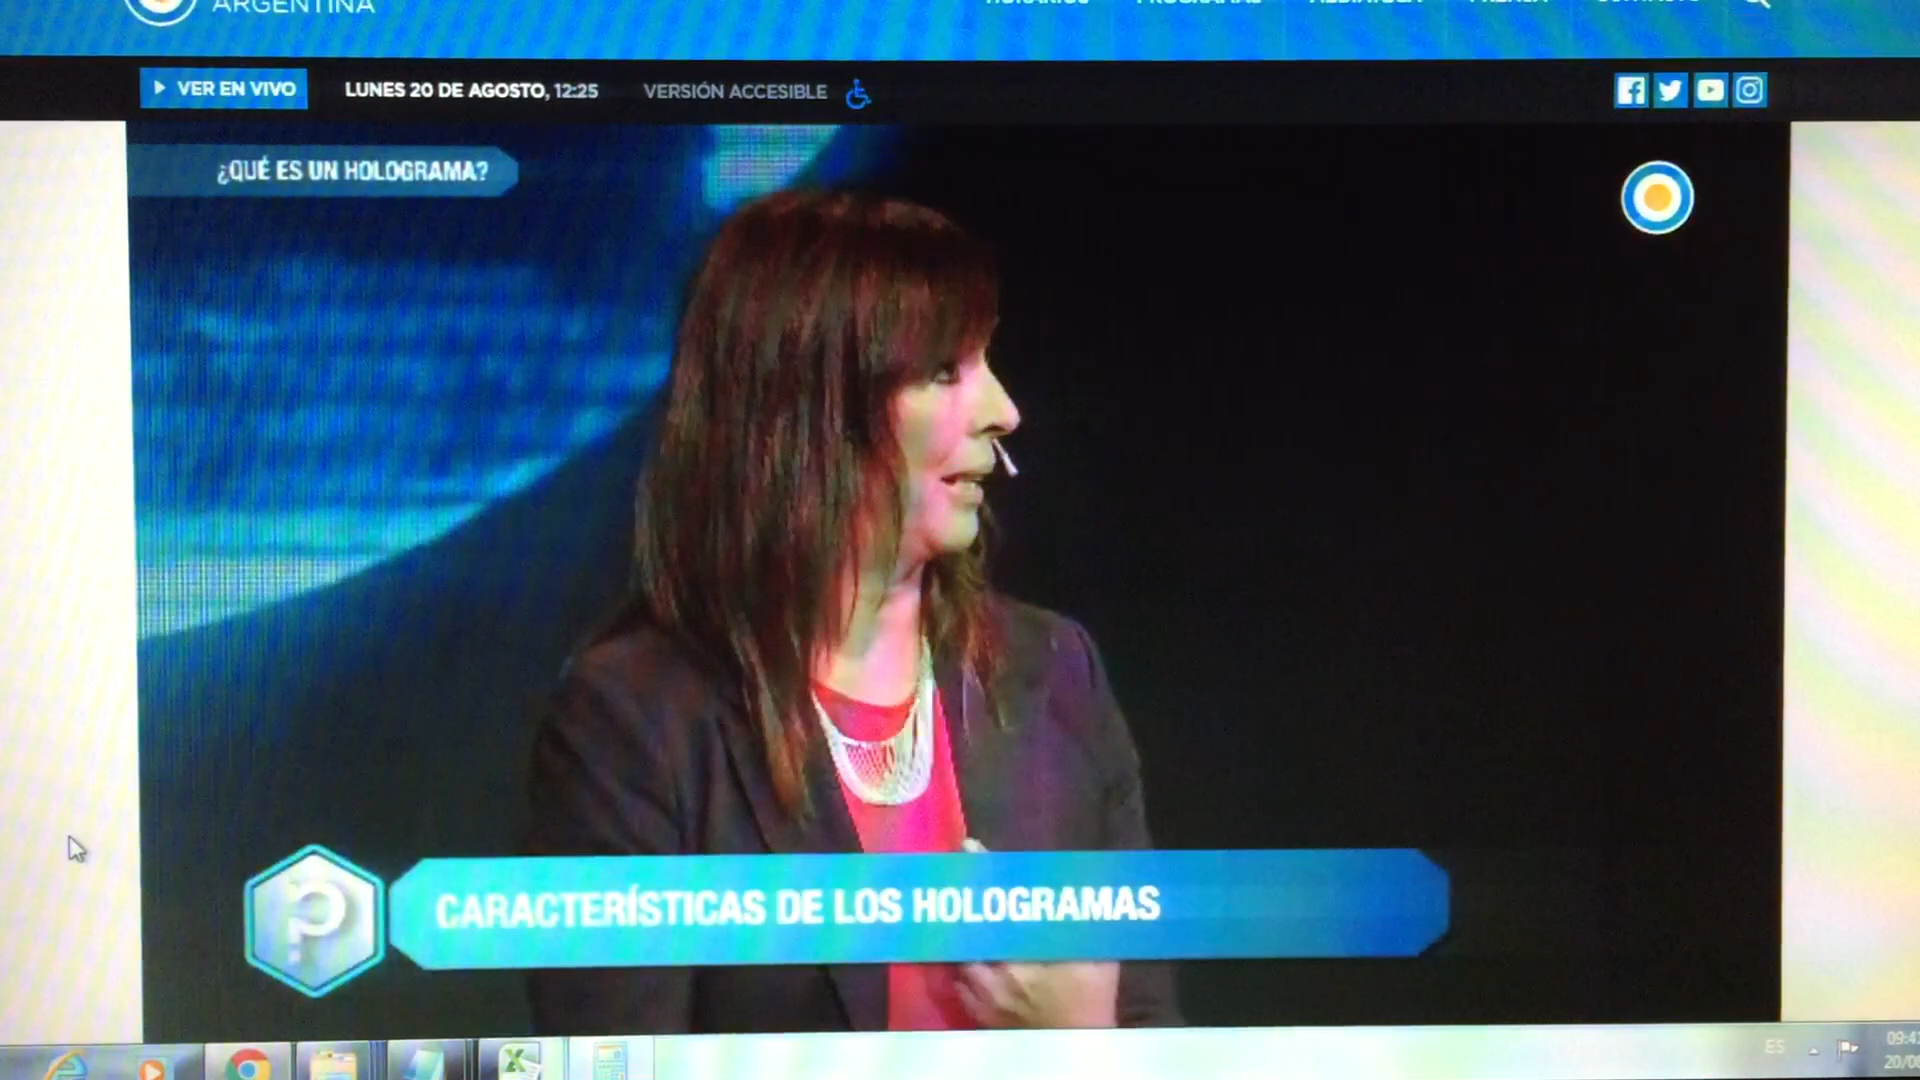 ARGENTINA
VER EN VIVO
LUNES 20 DE AGOSTO, 12:25
VERSIÓN ACCESIBLE
¿QUÉ ES UN HOLOGRAMA?
CARACTERÍSTICAS DE LOS HOLOGRAMAS
ES